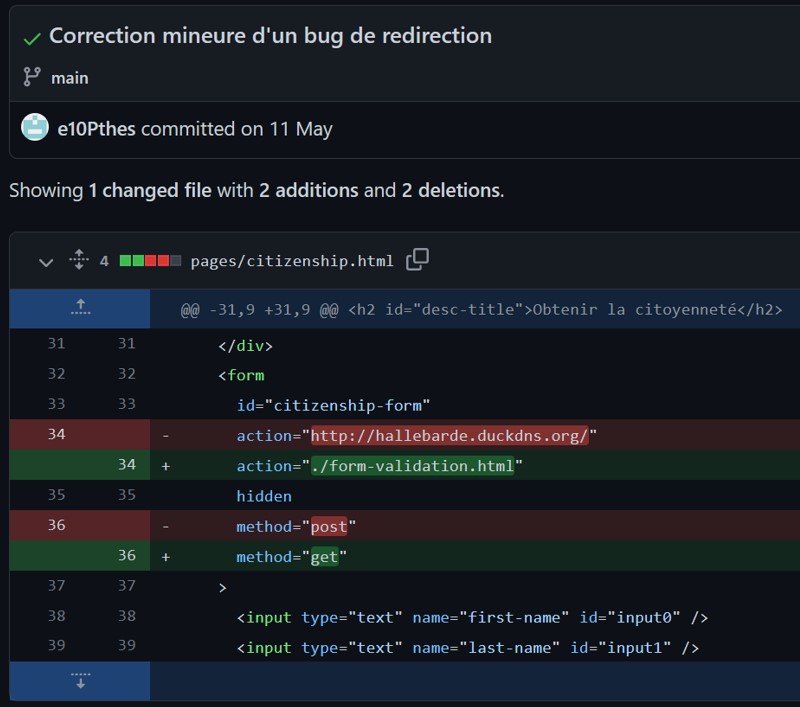 Correction mineure d'un bug de redirection
main
e10Pthes committed on 11 May
Showing 1 changed file with 2 additions and 2 deletions.
4 pages/citizenship.html
@@ -31,9 +31,9 @@ <h2 id="desc-title">Obtenir la citoyenneté</h2>
31 31 </div>
32 32 <form
33 33 id="citizenship-form"
34 - action="http://hallebarde.duckdns.org/"
34 + action="./form-validation.html"
35 35 hidden
36 - method="post"
36 + method="get"
37 37 >
38 38 <input type="text" name="first-name" id="input0" />
39 39 <input type="text" name="last-name" id="input1" />